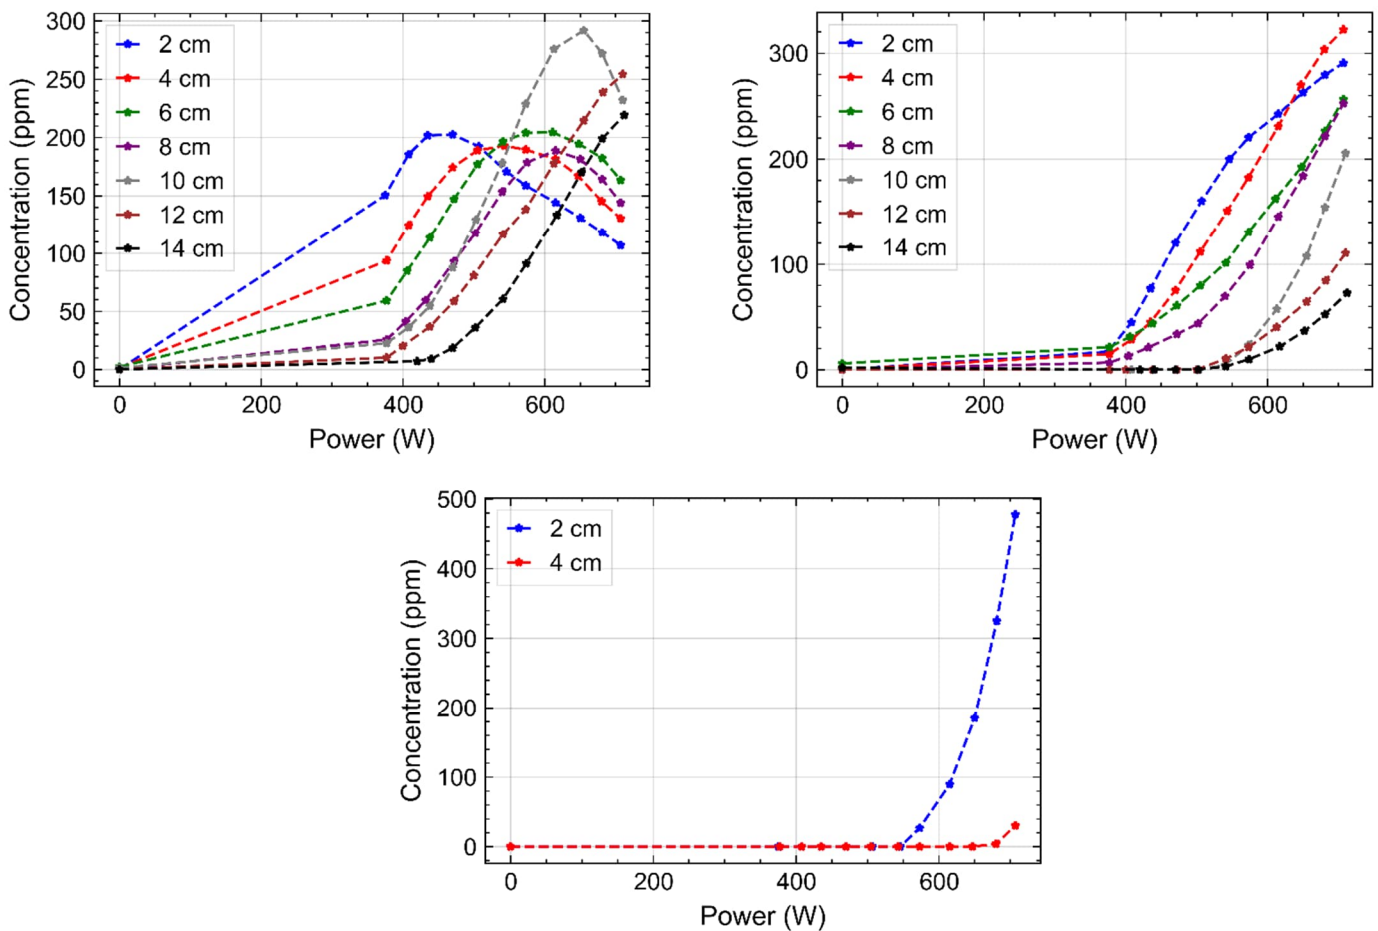 300
250
200
150
100
50
0
Concentration (ppm)
2 cm
4 cm
6 cm
8 cm
10 cm
12 cm
14 cm
0 200 400 600
Power (W)
300
200
100
0
Concentration (ppm)
2 cm
4 cm
6 cm
8 cm
10 cm
12 cm
14 cm
0 200 400 600
Power (W)
500
400
300
200
100
0
Concentration (ppm)
2 cm
4 cm
0 200 400 600
Power (W)